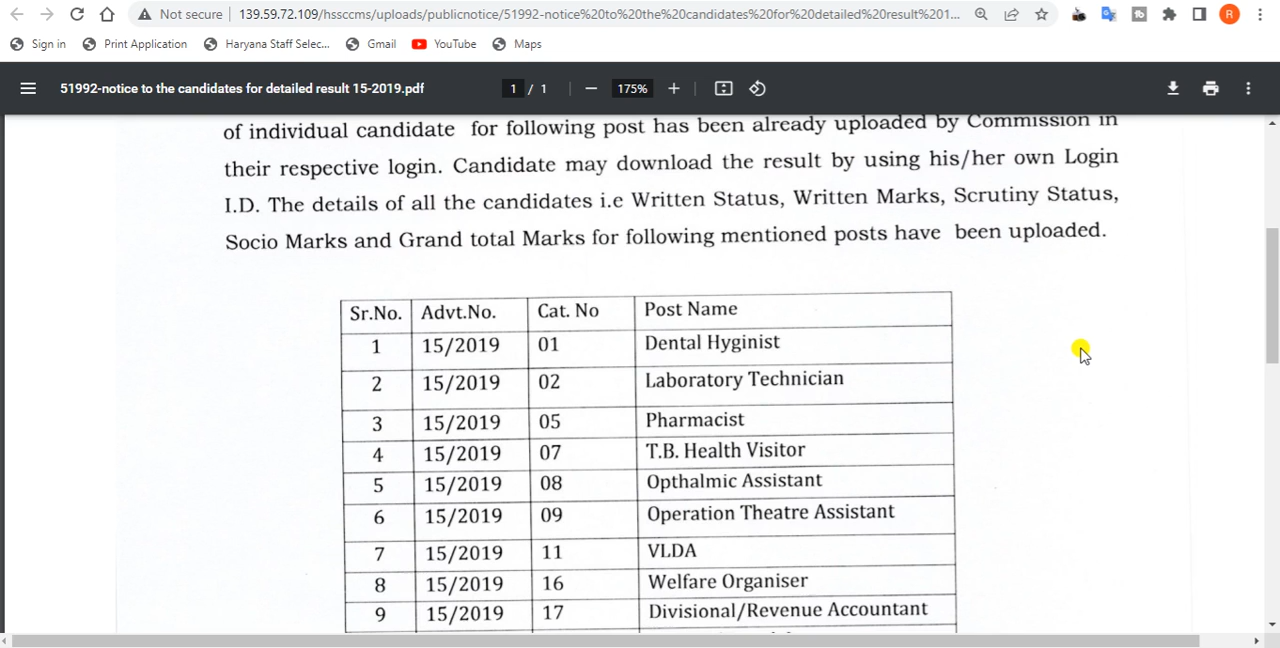 Not secure | 139.59.72.109/hssccms/uploads/publicnotice/51992-notice%20to%20the%20candidates%20for%20detailed%20result%201...
R
Sign in Print Application Haryana Staff Selec... Gmail YouTube Maps
51992-notice to the candidates for detailed result 15-2019.pdf 1 / 1 175%
of individual candidate for following post has been already uploaded by Commission in
their respective login. Candidate may download the result by using his/her own Login
I.D. The details of all the candidates i.e Written Status, Written Marks, Scrutiny Status,
Socio Marks and Grand total Marks for following mentioned posts have been uploaded.
Sr.No. Advt.No. Cat. No Post Name
1 15/2019 01 Dental Hyginist
2 15/2019 02 Laboratory Technician
3 15/2019 05 Pharmacist
4 15/2019 07 T.B. Health Visitor
5 15/2019 08 Opthalmic Assistant
6 15/2019 09 Operation Theatre Assistant
7 15/2019 11 VLDA
8 15/2019 16 Welfare Organiser
9 15/2019 17 Divisional/Revenue Accountant